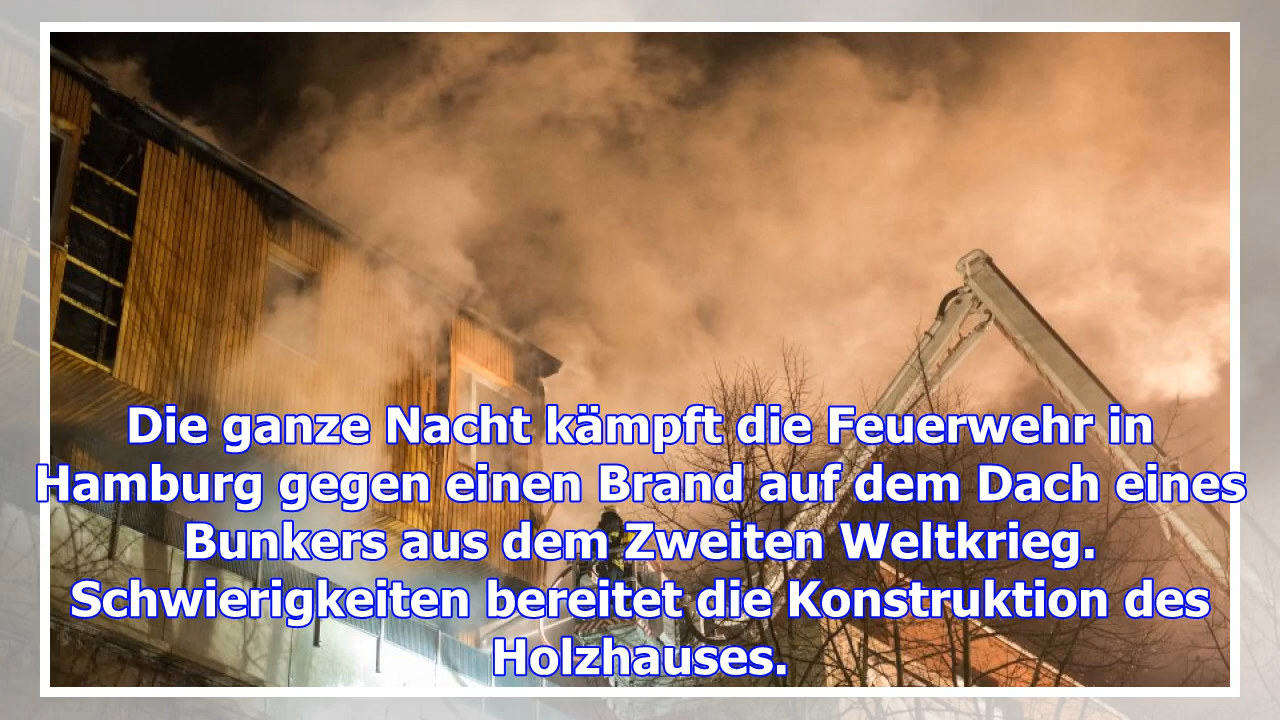 Die ganze Nacht kämpft die Feuerwehr in
Hamburg gegen einen Brand auf dem Dach eines
Bunkers aus dem Zweiten Weltkrieg.
Schwierigkeiten bereitet die Konstruktion des
Holzhauses.